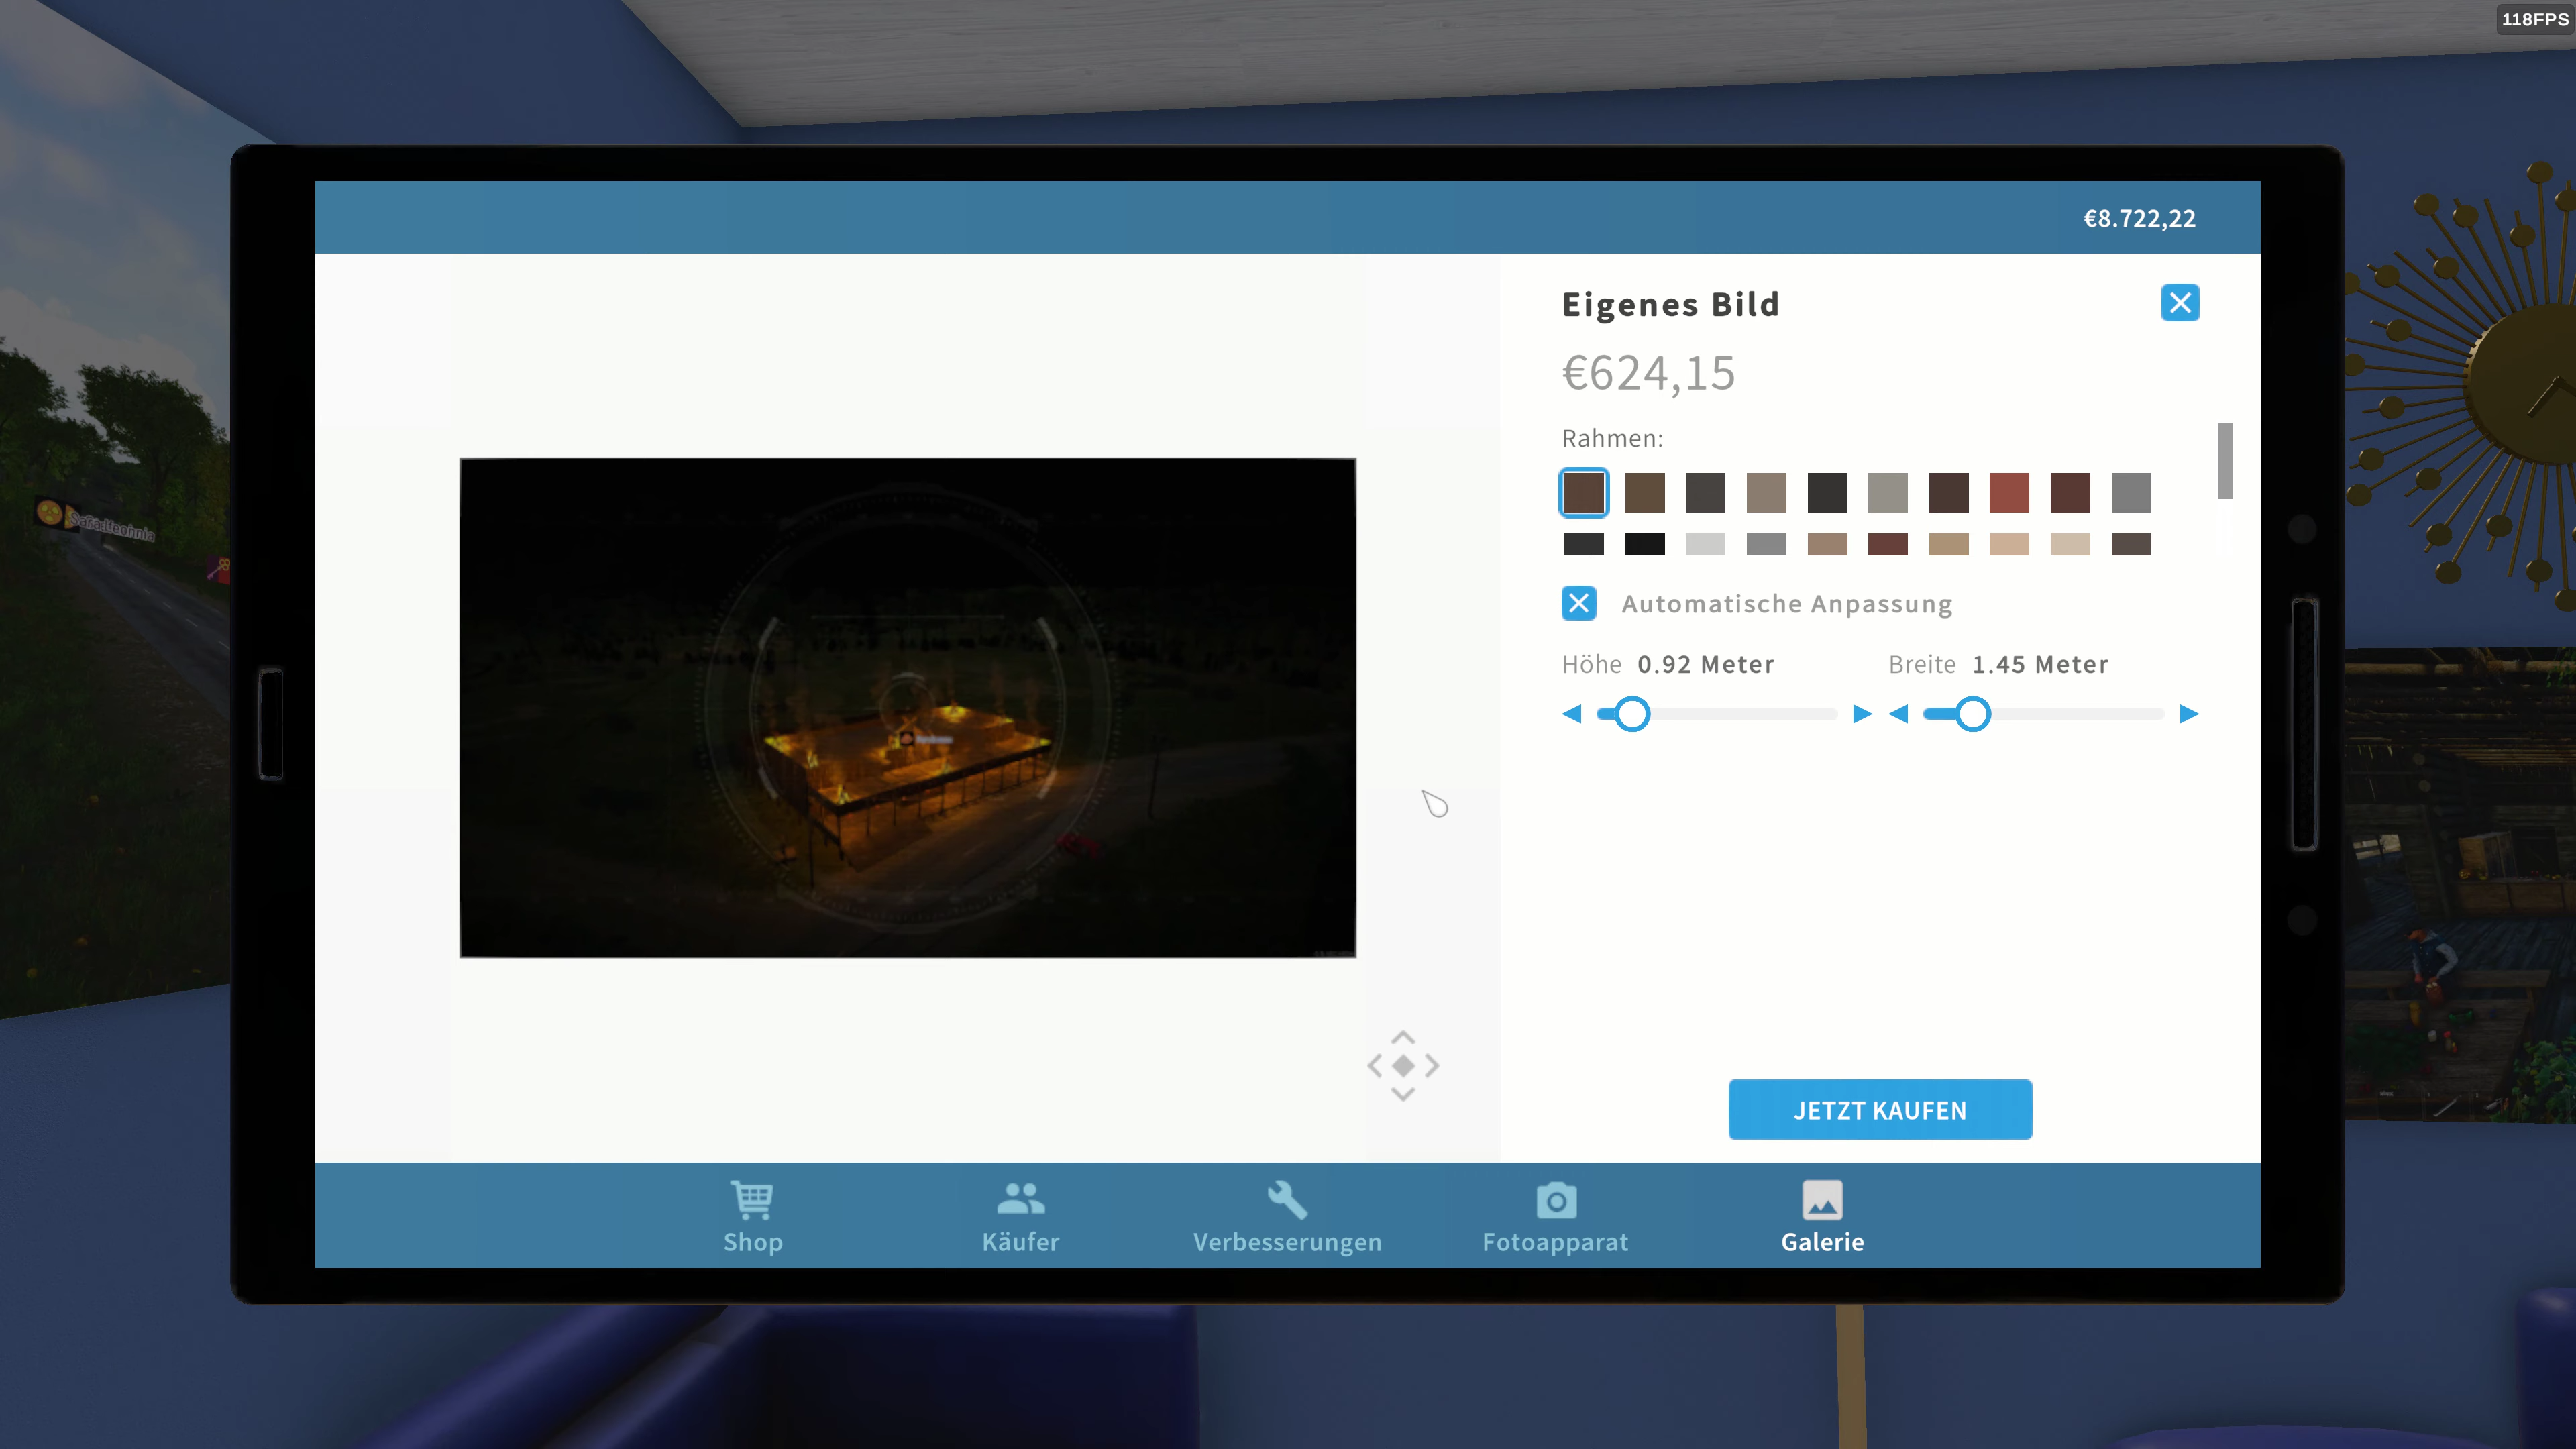 118FPS
€8.722,22
Eigenes Bild
€624,15
Rahmen:
Automatische Anpassung
Höhe 0.92 Meter
Breite 1.45 Meter
JETZT KAUFEN
Shop
Käufer
Verbesserungen
Fotoapparat
Galerie